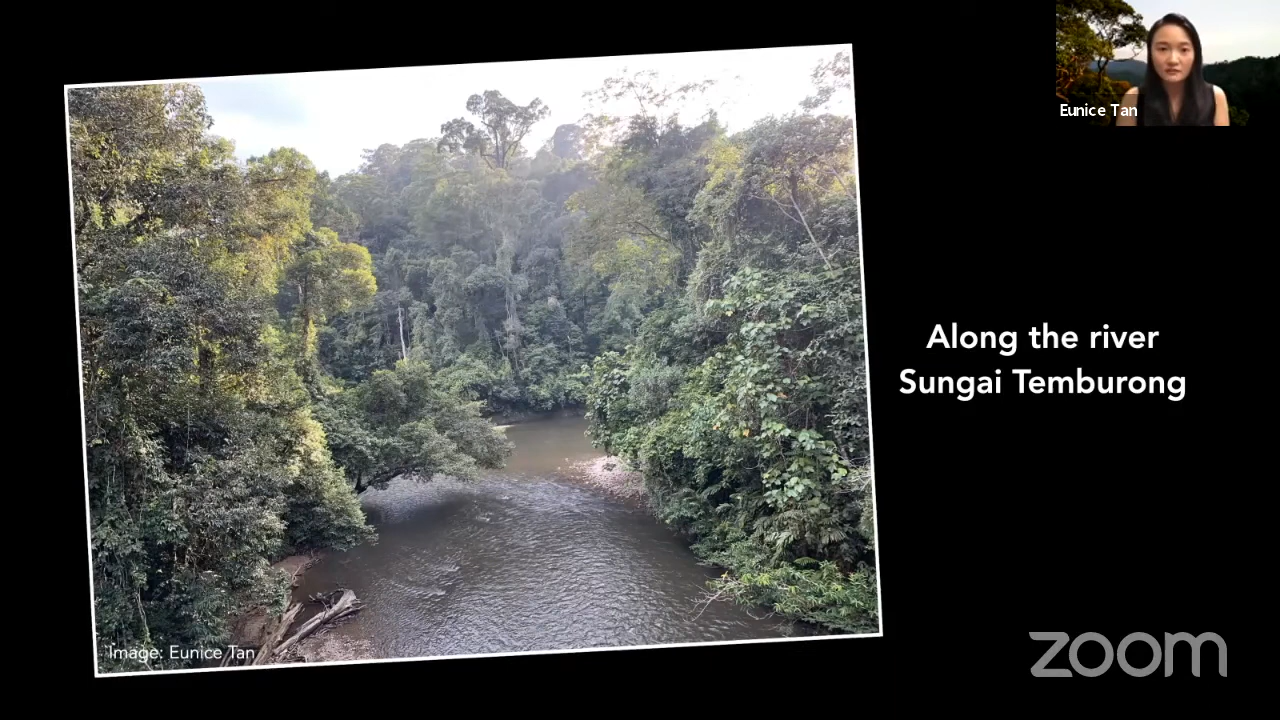 Eunice Tan
Along the river
Sungai Temburong
Image: Eunice Tan
zoom